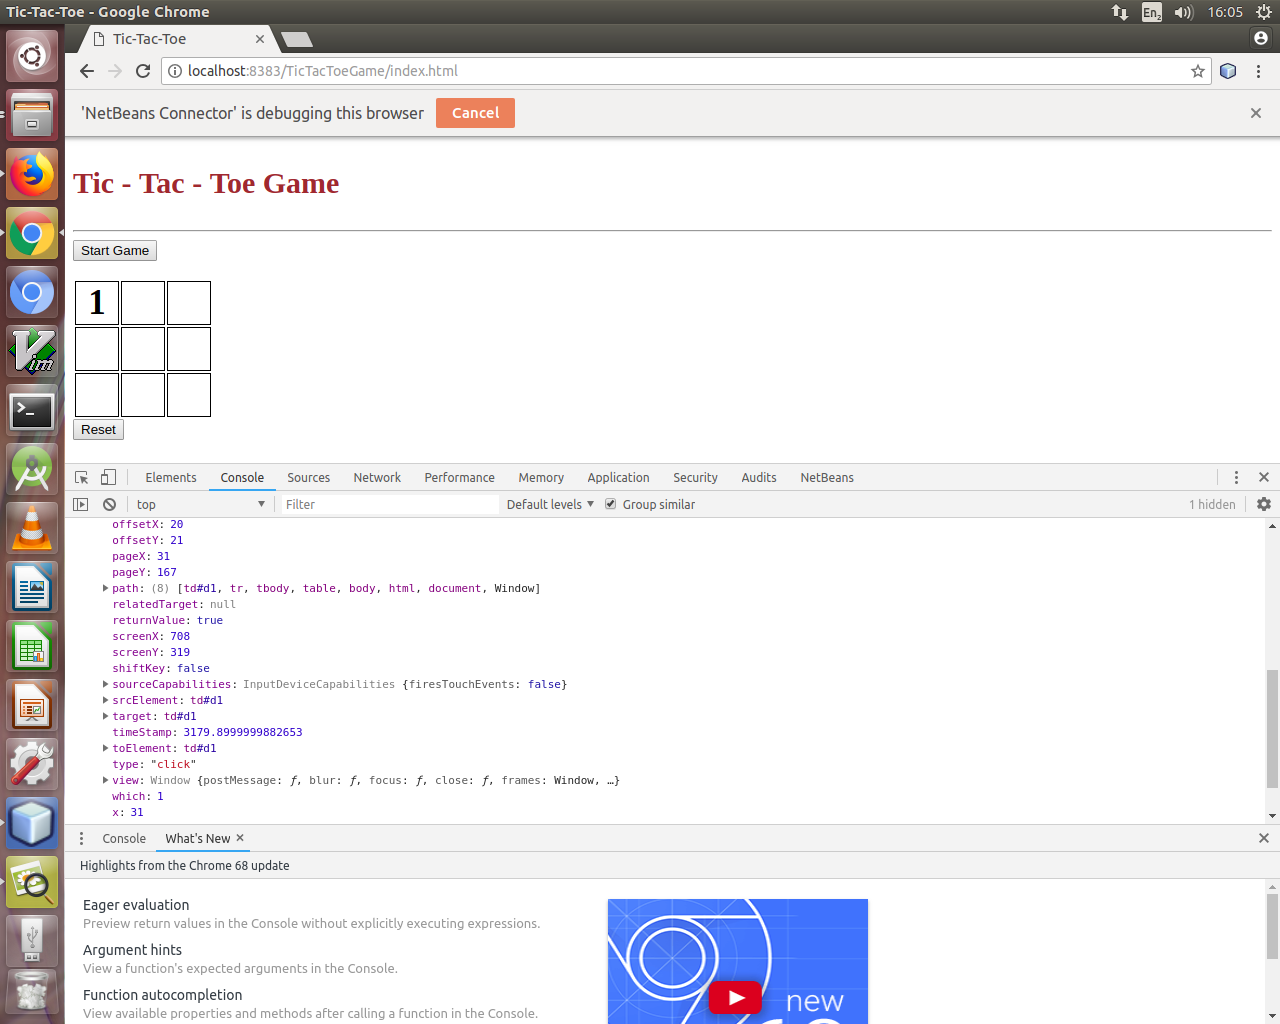 Tic-Tac-Toe - Google Chrome
En2
16:05
Tic-Tac-Toe
localhost:8383/TicTacToeGame/index.html
'NetBeans Connector' is debugging this browser
Cancel
Tic - Tac - Toe Game
Start Game
1
Reset
Elements Console Sources Network Performance Memory Application Security Audits NetBeans
top
Filter
Default levels
Group similar
1 hidden
offsetX: 20
offsetY: 21
pageX: 31
pageY: 167
path: (8) [td#d1, tr, tbody, table, body, html, document, Window]
relatedTarget: null
returnValue: true
screenX: 708
screenY: 319
shiftKey: false
sourceCapabilities: InputDeviceCapabilities {firesTouchEvents: false}
srcElement: td#d1
target: td#d1
timeStamp: 3179.8999999882653
toElement: td#d1
type: "click"
view: Window {postMessage: ƒ, blur: ƒ, focus: ƒ, close: ƒ, frames: Window, …}
which: 1
x: 31
Console What's New
Highlights from the Chrome 68 update
Eager evaluation
Preview return values in the Console without explicitly executing expressions.
Argument hints
View a function's expected arguments in the Console.
Function autocompletion
View available properties and methods after calling a function in the Console.
new